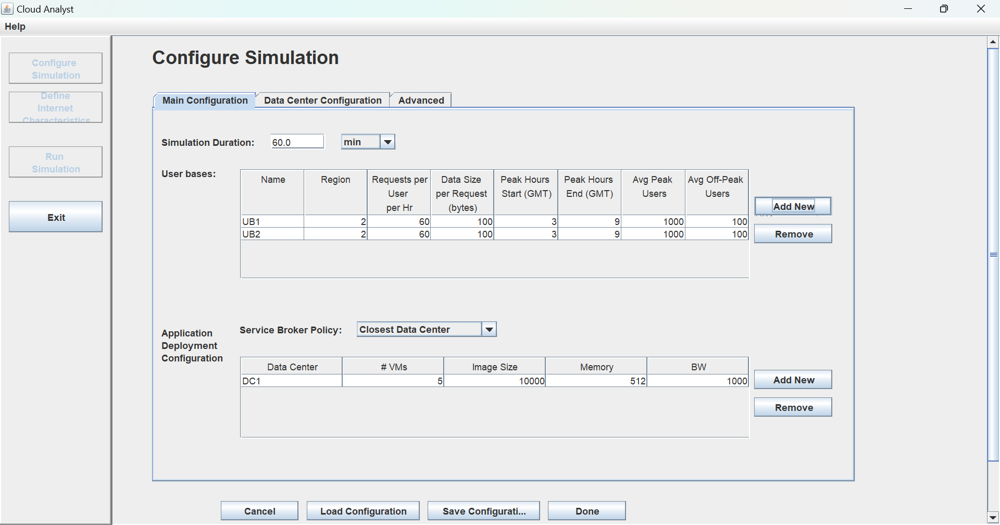 Cloud Analyst
Help
Configure
Simulation
Define
Internet
Characteristics
Run
Simulation
Exit
Configure Simulation
Main Configuration
Data Center Configuration
Advanced
Simulation Duration: 60.0 min
User bases:
Name Region Requests per Data Size Peak Hours Peak Hours Avg Peak Avg Off-Peak
User per Request Start (GMT) End (GMT) Users Users
per Hr (bytes)
UB1 2 60 100 3 9 1000 100
UB2 2 60 100 3 9 1000 100
Add New
Remove
Application
Deployment
Configuration
Service Broker Policy: Closest Data Center
Data Center # VMs Image Size Memory BW
DC1 5 10000 512 1000
Add New
Remove
Cancel
Load Configuration
Save Configurati...
Done